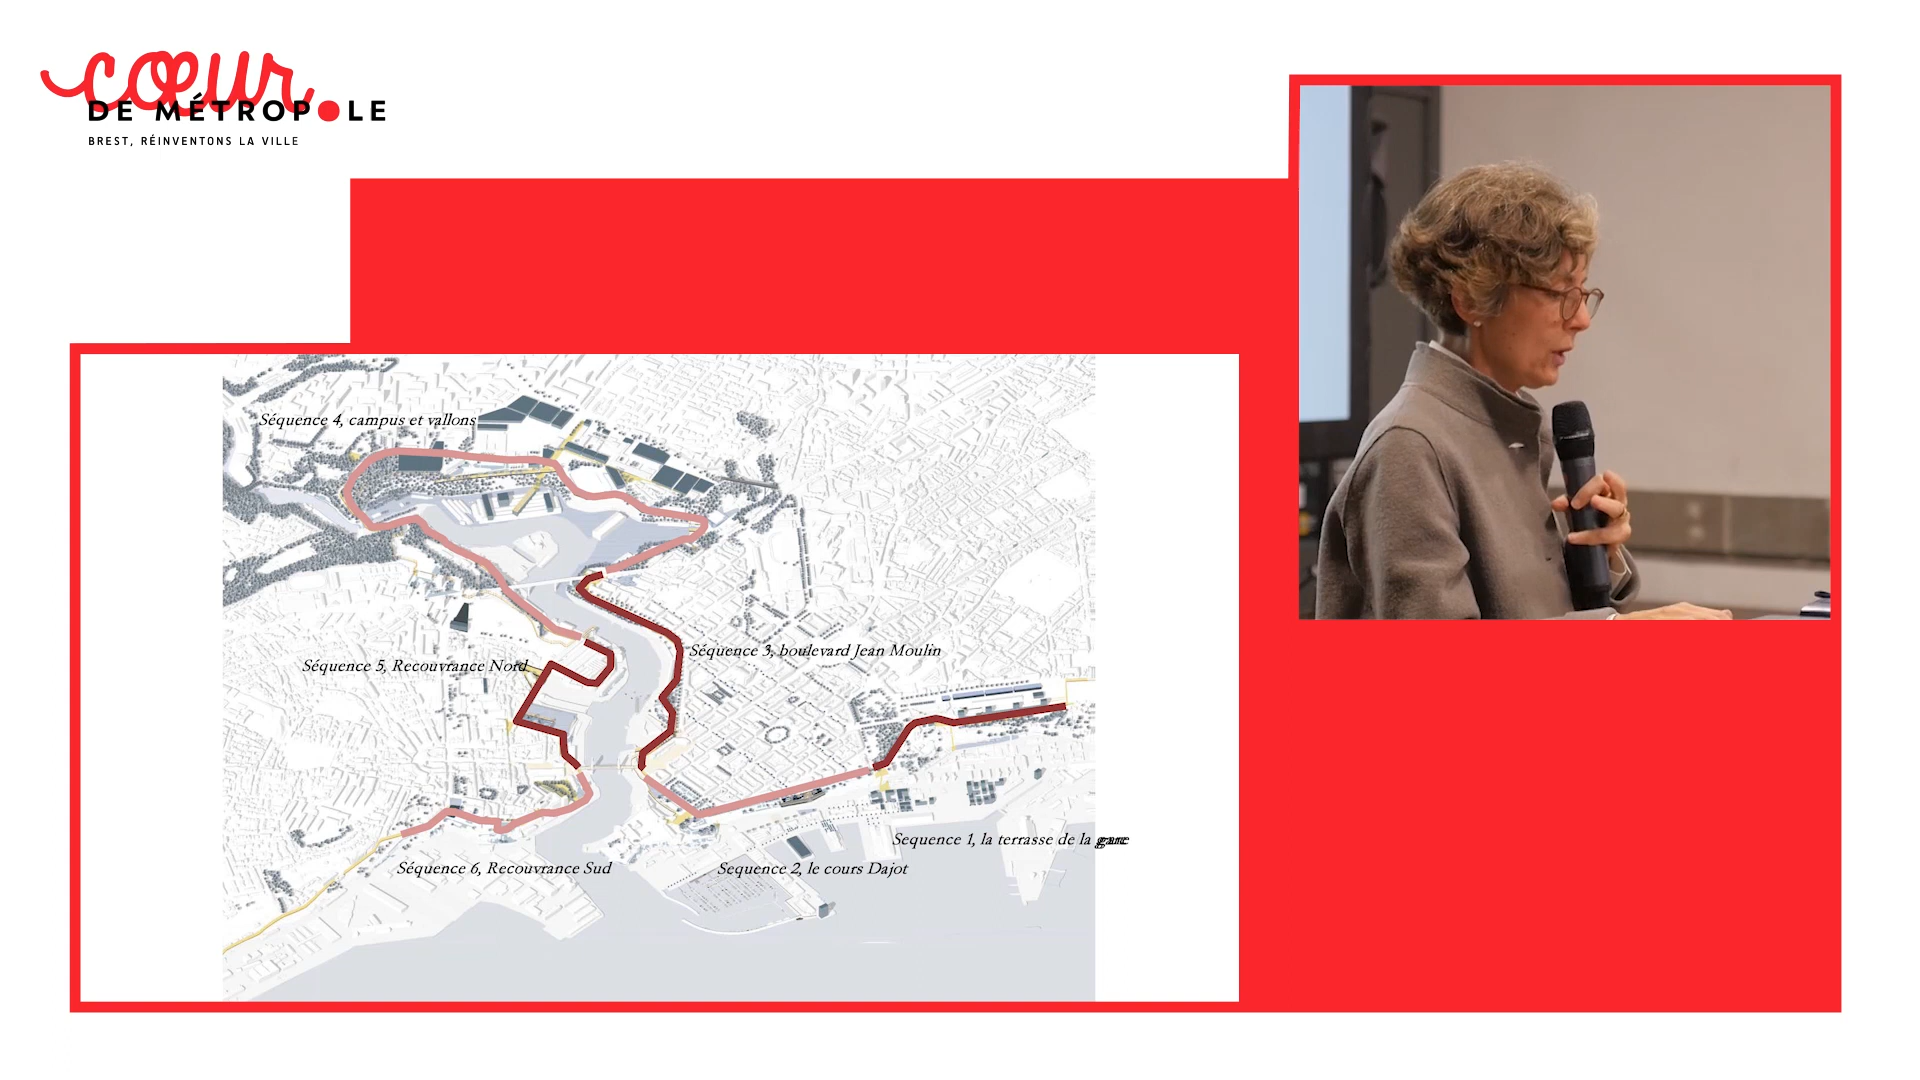 cœur
DE MÉTROPOLE
BREST, RÉINVENTONS LA VILLE
Séquence 4, campus et vallons
Séquence 3, boulevard Jean Moulin
Séquence 5, Recouvrance Nord
Sequence 1, la terrasse de la gare
Séquence 6, Recouvrance Sud
Sequence 2, le cours Dajot